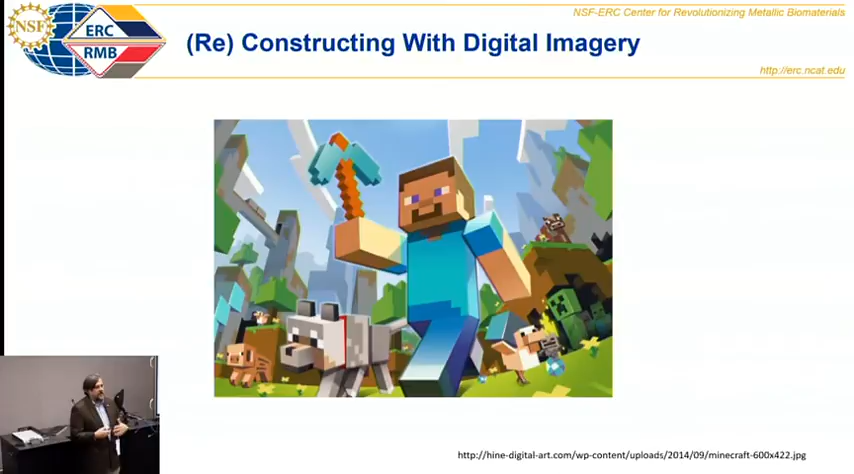 NSF
ERC
RMB
NSF-ERC Center for Revolutionizing Metallic Biomaterials
(Re) Constructing With Digital Imagery
http://erc.ncat.edu
http://hine-digital-art.com/wp-content/uploads/2014/09/minecraft-600x422.jpg